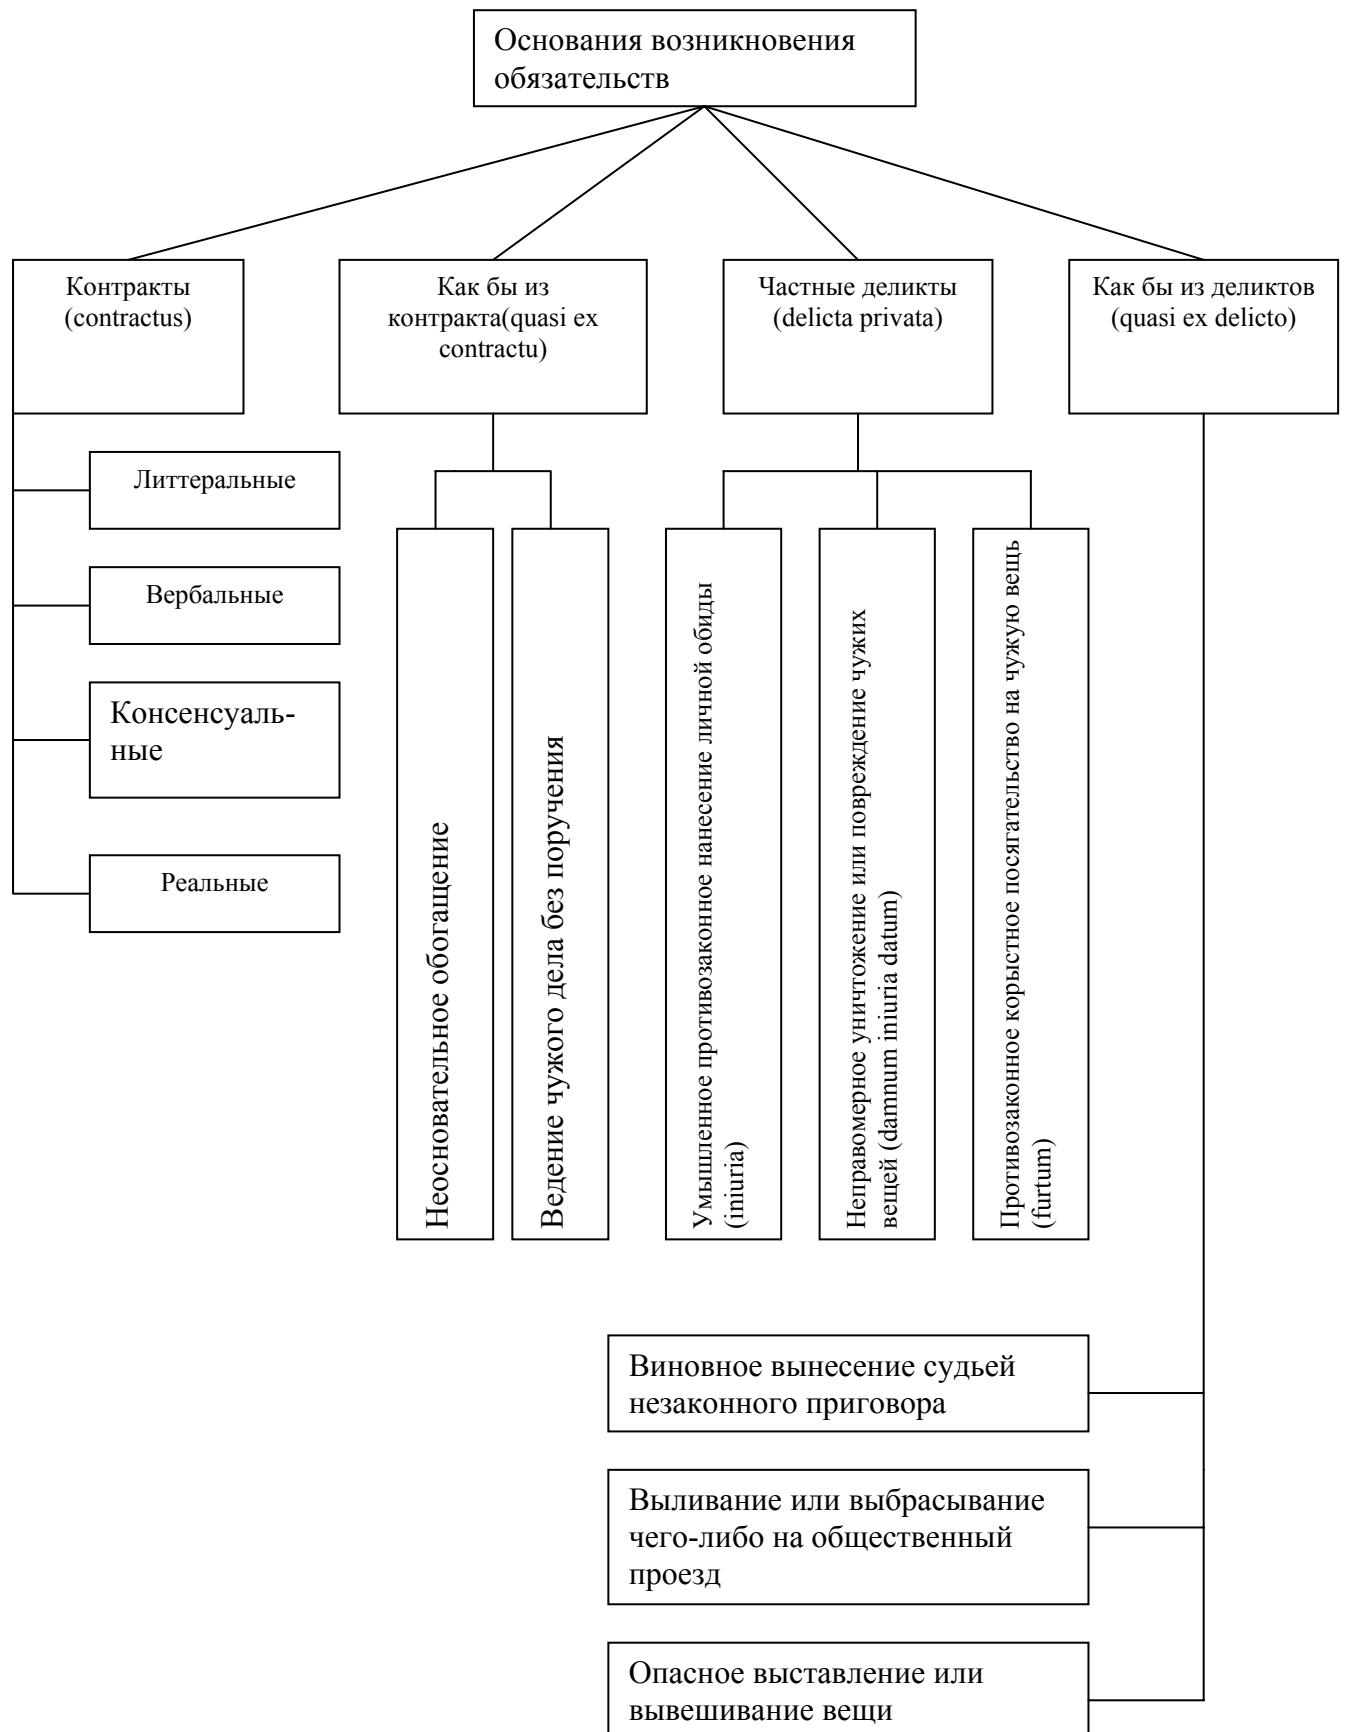 Основания возникновения
обязательств
Контракты
(contractus)
Как бы из
контракта(quasi ex
contractu)
Частные деликты
(delicta privata)
Как бы из деликтов
(quasi ex delicto)
Литтеральные
Вербальные
Консенсуаль-
ные
Реальные
Неосновательное обогащение
Ведение чужого дела без поручения
Умышленное противозаконное нанесение личной обиды
(iniuria)
Неправомерное уничтожение или повреждение чужих
вещей (damnum iniuria datum)
Противозаконное корыстное посягательство на чужую вещь
(furtum)
Виновное вынесение судьей
незаконного приговора
Выливание или выбрасывание
чего-либо на общественный
проезд
Опасное выставление или
вывешивание вещи